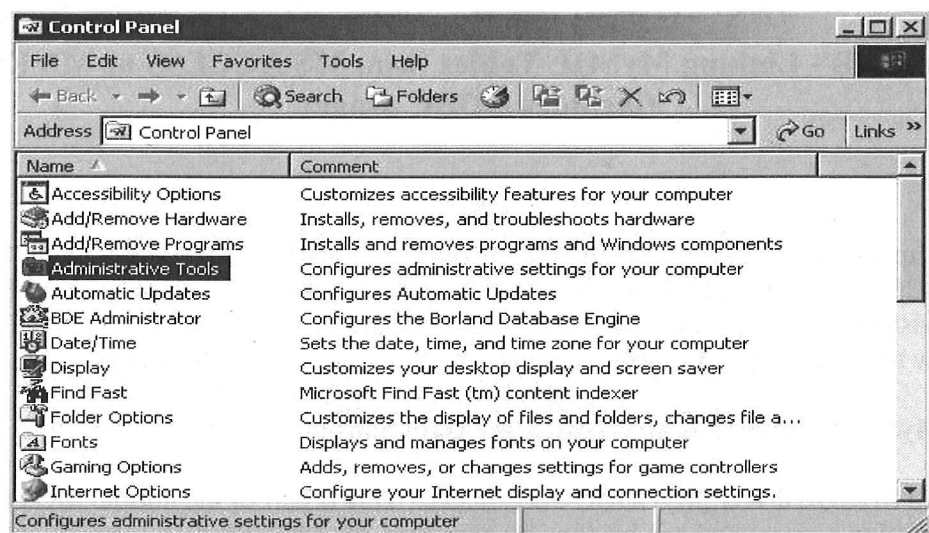 Control Panel
File Edit View Favorites Tools Help
Back Search Folders
Address Control Panel Go Links »
Name Comment
Accessibility Options Customizes accessibility features for your computer
Add/Remove Hardware Installs, removes, and troubleshoots hardware
Add/Remove Programs Installs and removes programs and Windows components
Administrative Tools Configures administrative settings for your computer
Automatic Updates Configures Automatic Updates
BDE Administrator Configures the Borland Database Engine
Date/Time Sets the date, time, and time zone for your computer
Display Customizes your desktop display and screen saver
Find Fast Microsoft Find Fast (tm) content indexer
Folder Options Customizes the display of files and folders, changes file a...
Fonts Displays and manages fonts on your computer
Gaming Options Adds, removes, or changes settings for game controllers
Internet Options Configure your Internet display and connection settings.
Configures administrative settings for your computer